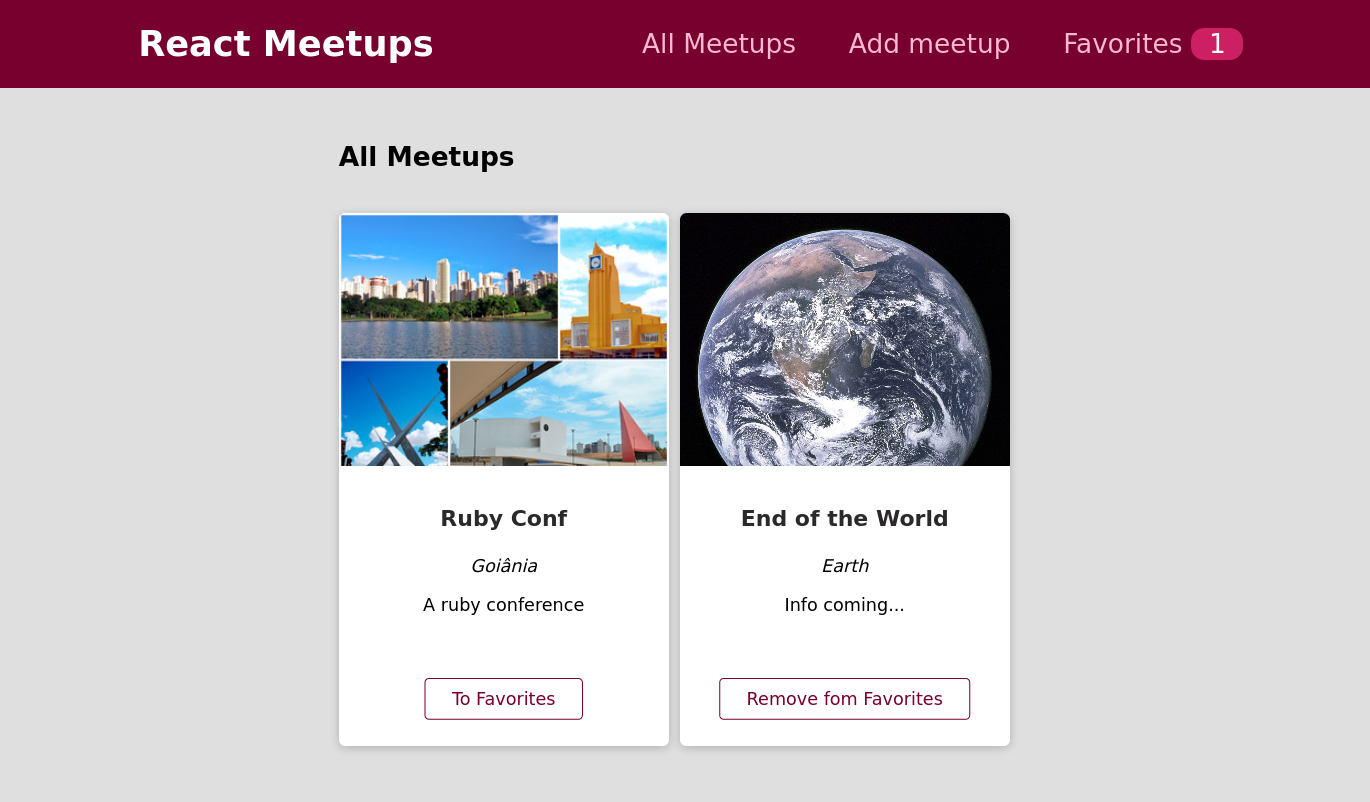 React Meetups
All Meetups
Add meetup
Favorites 1
All Meetups
Ruby Conf
Goiânia
A ruby conference
To Favorites
End of the World
Earth
Info coming...
Remove fom Favorites